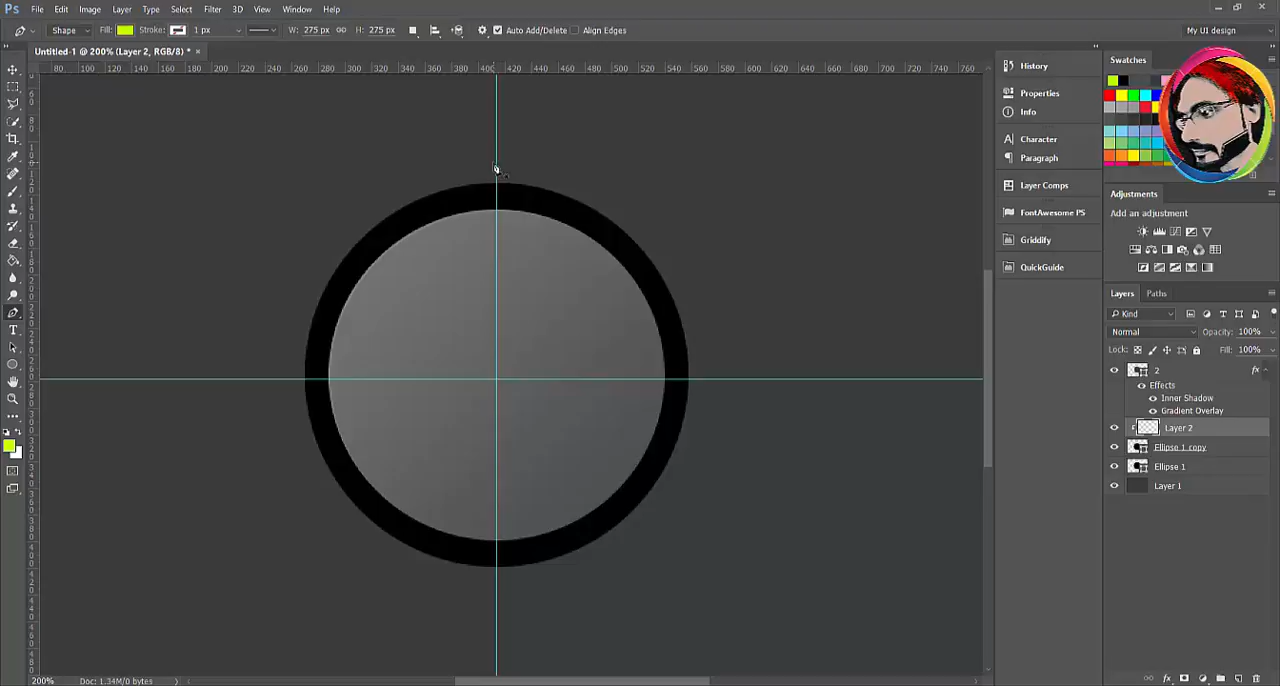 Ps File Edit Image Layer Type Select Filter 3D View Window Help
Shape Fill: Stroke: 1 px W: 275 px H: 275 px Auto Add/Delete Align Edges My UI design
Untitled-1 @ 200% (Layer 2, RGB/8) * ×
80 100 120 140 160 180 200 220 240 260 280 300 320 340 360 380 400 420 440 460 480 500 520 540 560 580 600 620 640 660 680 700 720 740 760
History
Properties
Info
Character
Paragraph
Layer Comps
FontAwesome PS
Griddify
QuickGuide
Swatches
Adjustments
Add an adjustment
Layers Paths
Kind
Normal Opacity: 100%
Lock: Fill: 100%
2 fx
Effects
Inner Shadow
Gradient Overlay
Layer 2
Ellipse 1 copy
Ellipse 1
Layer 1
200% Doc: 1.34M/0 bytes